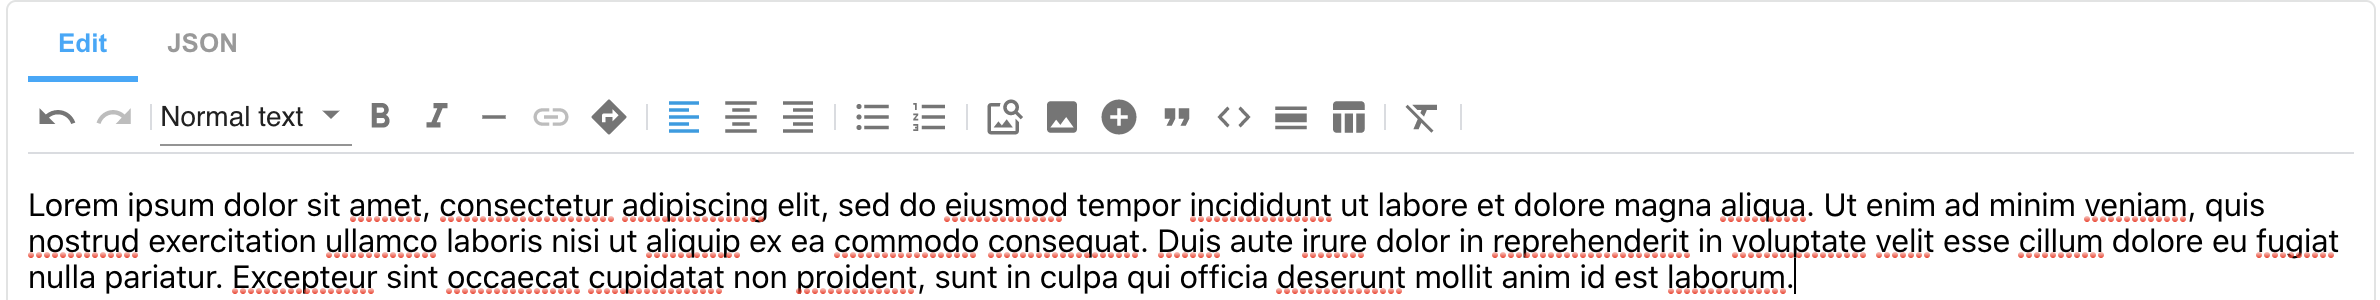 Edit JSON
Normal text
Lorem ipsum dolor sit amet, consectetur adipiscing elit, sed do eiusmod tempor incididunt ut labore et dolore magna aliqua. Ut enim ad minim veniam, quis
nostrud exercitation ullamco laboris nisi ut aliquip ex ea commodo consequat. Duis aute irure dolor in reprehenderit in voluptate velit esse cillum dolore eu fugiat
nulla pariatur. Excepteur sint occaecat cupidatat non proident, sunt in culpa qui officia deserunt mollit anim id est laborum.